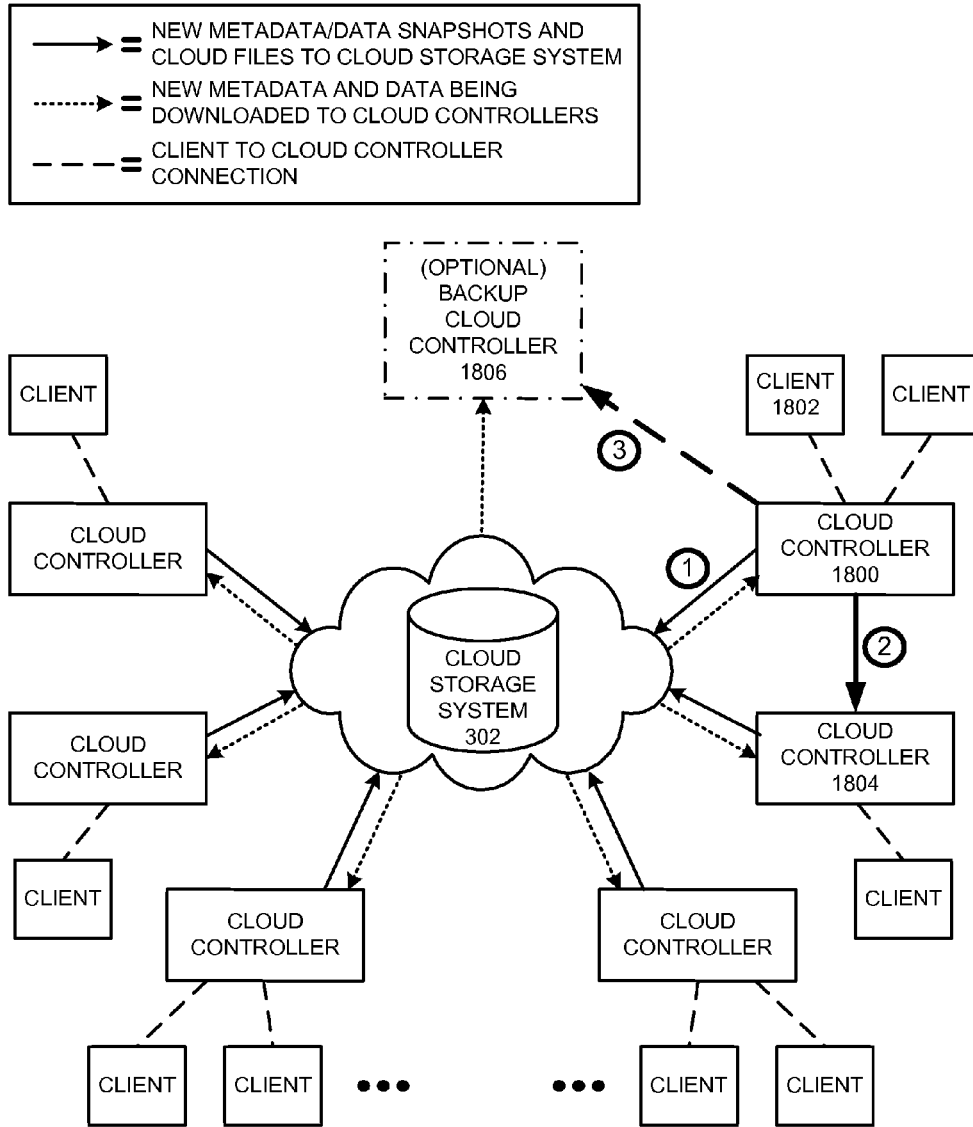 = NEW METADATA/DATA SNAPSHOTS AND
CLOUD FILES TO CLOUD STORAGE SYSTEM
= NEW METADATA AND DATA BEING
DOWNLOADED TO CLOUD CONTROLLERS
= CLIENT TO CLOUD CONTROLLER
CONNECTION
(OPTIONAL)
BACKUP
CLOUD
CONTROLLER
1806
CLIENT
CLIENT
1802
CLIENT
3
CLOUD
CONTROLLER
CLOUD
CONTROLLER
1800
1
2
CLOUD
STORAGE
SYSTEM
302
CLOUD
CONTROLLER
CLOUD
CONTROLLER
1804
CLIENT
CLIENT
CLOUD
CONTROLLER
CLOUD
CONTROLLER
CLIENT
CLIENT
CLIENT
CLIENT